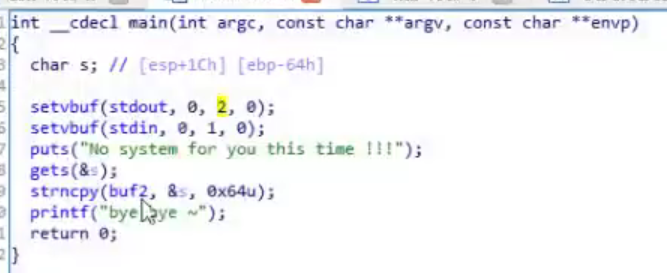 int __cdecl main(int argc, const char **argv, const char **envp)
{
char s; // [esp+1Ch] [ebp-64h]
setvbuf(stdout, 0, 2, 0);
setvbuf(stdin, 0, 1, 0);
puts("No system for you this time !!!");
gets(&s);
strncpy(buf2, &s, 0x64u);
printf("bye bye ~");
return 0;
}